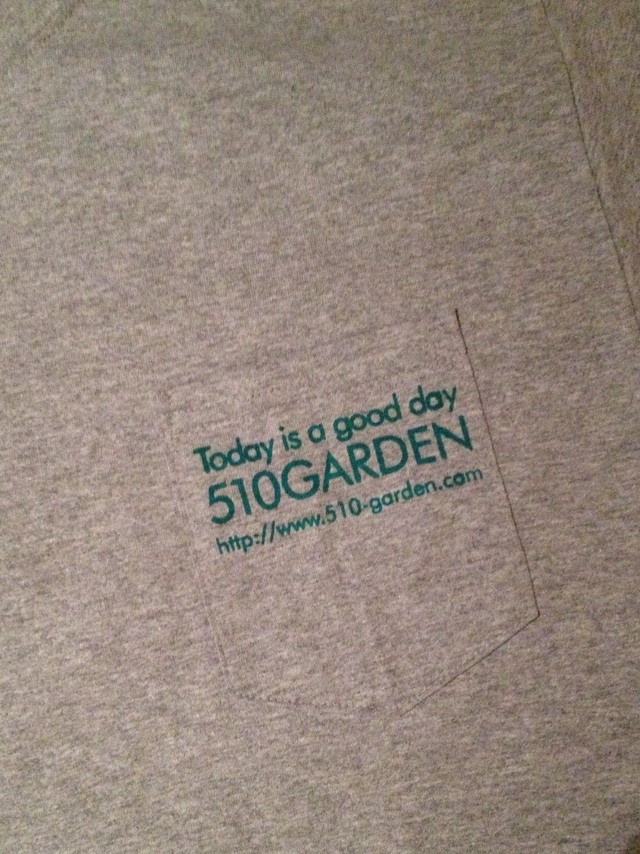 Today is a good day
510GARDEN
http://www.510-garden.com